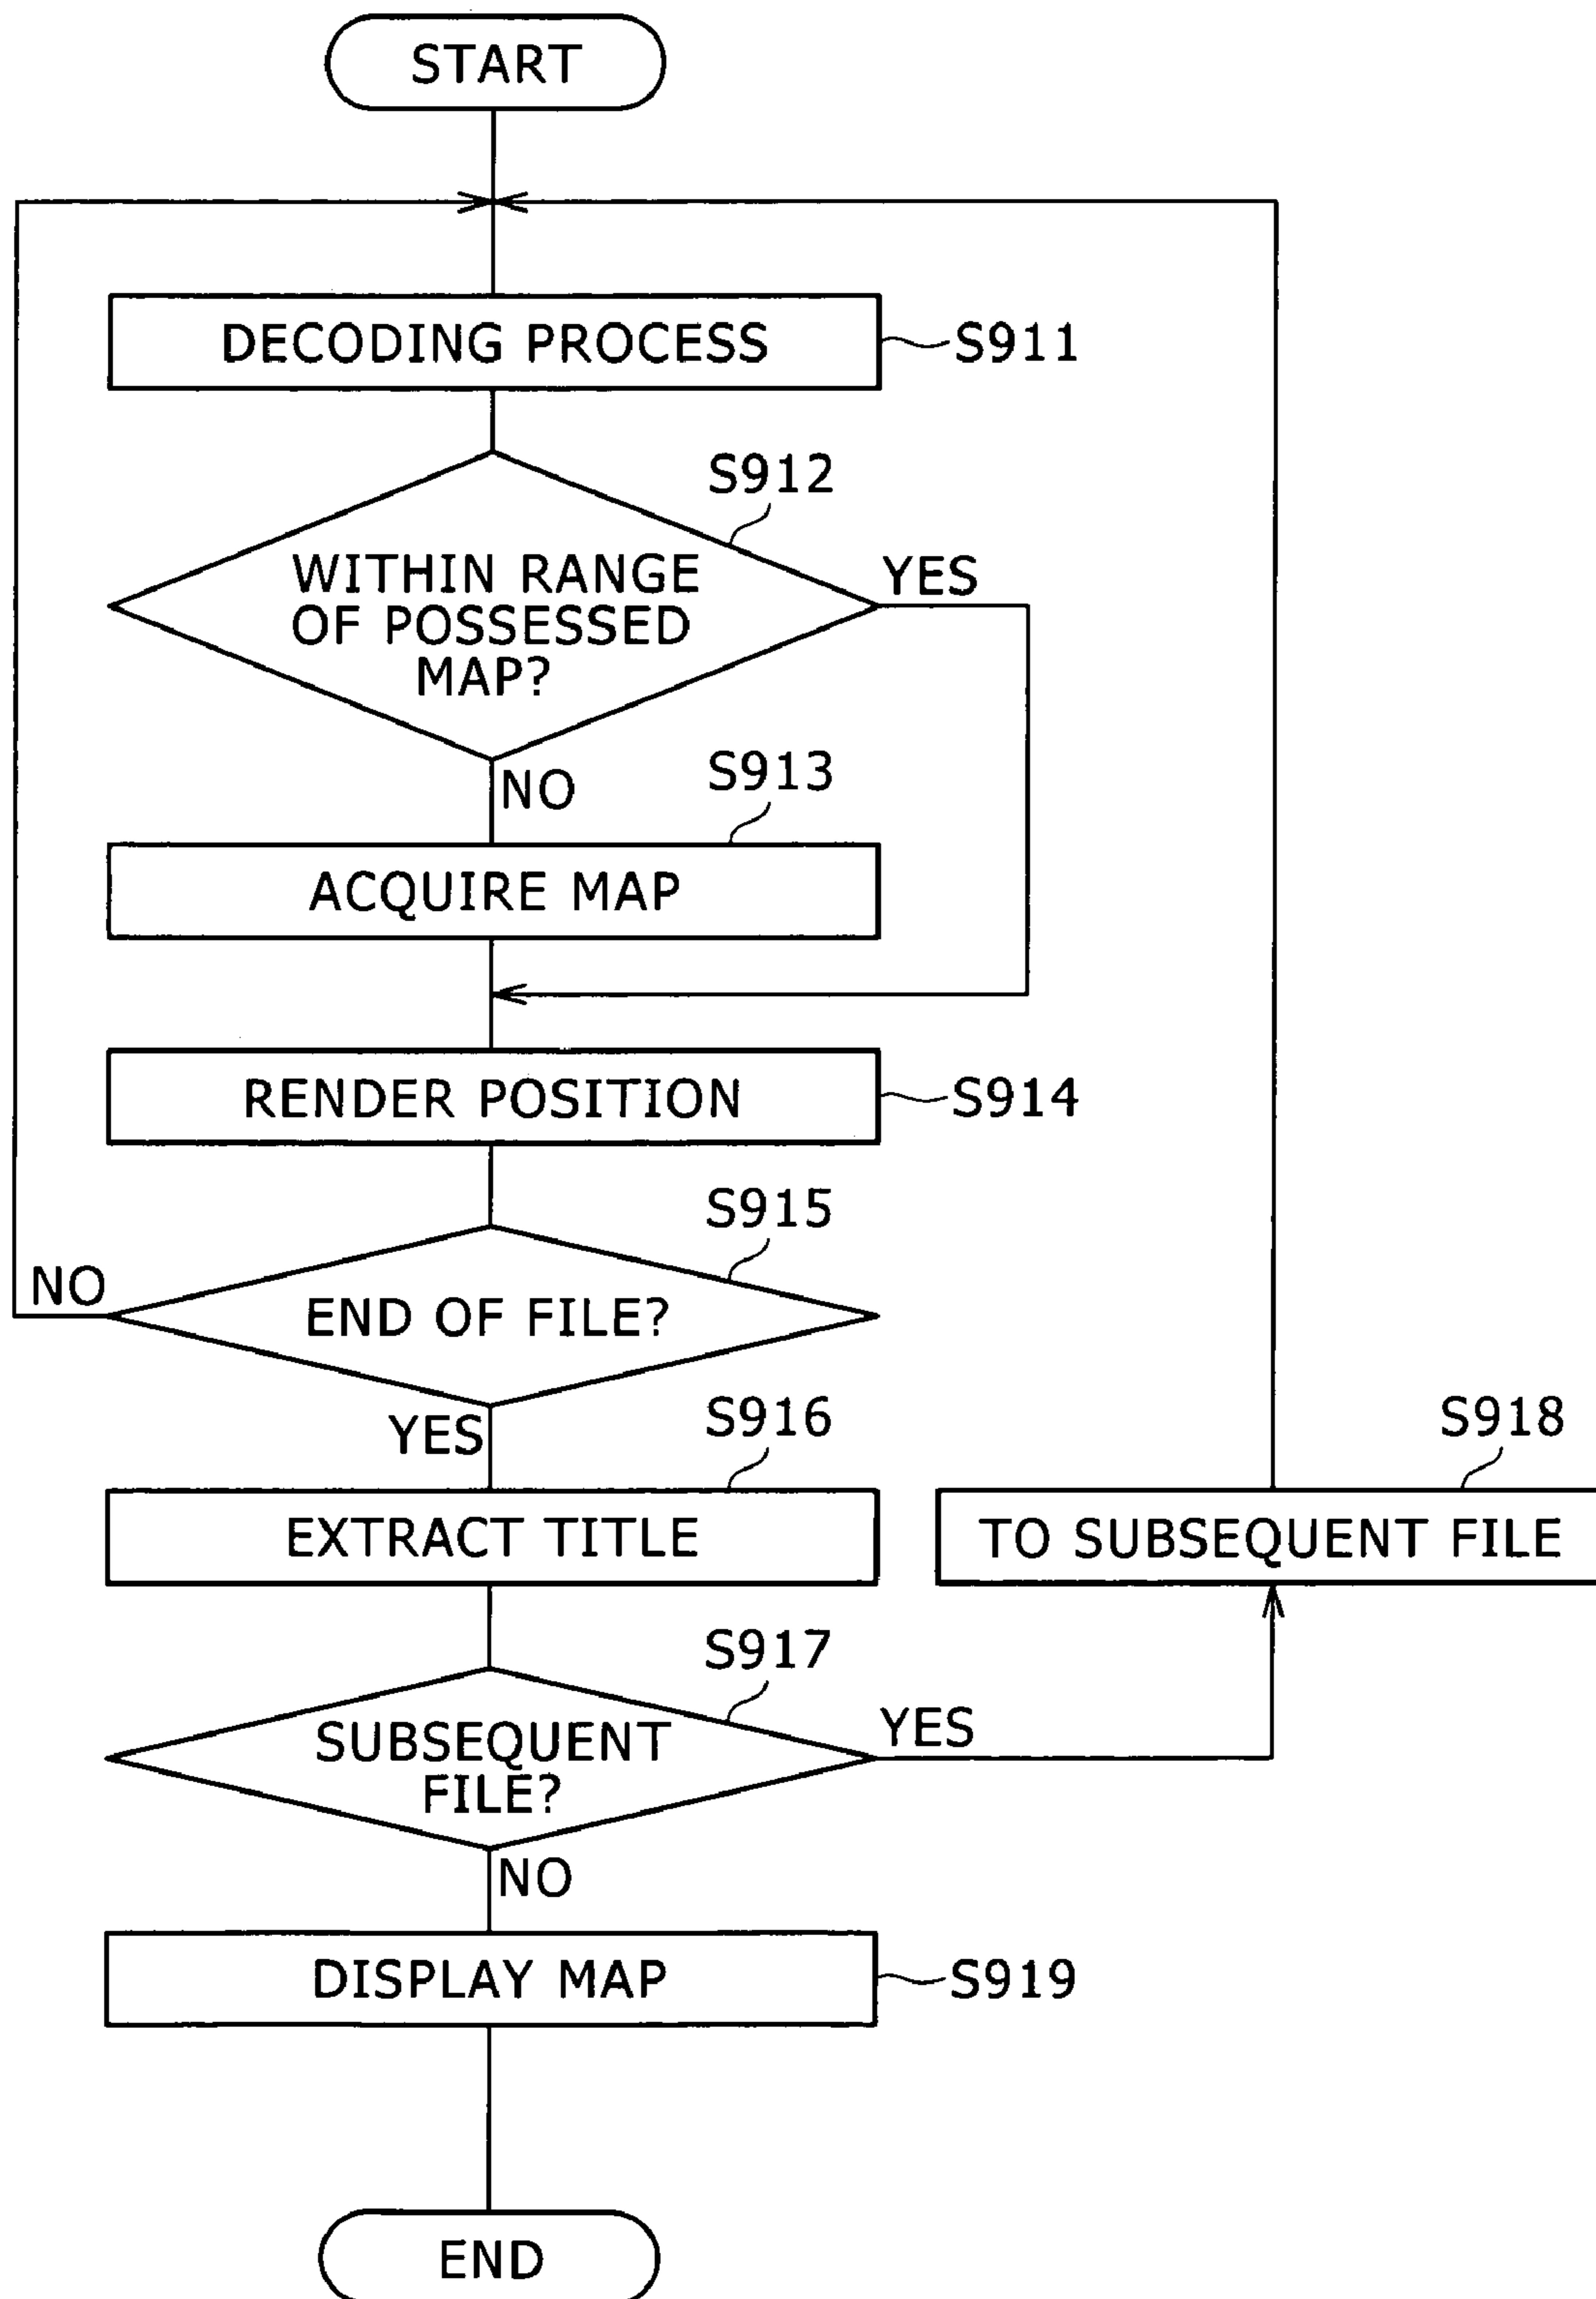 START
DECODING PROCESS
S911
S912
WITHIN RANGE
OF POSSESSED
MAP?
YES
NO
S913
ACQUIRE MAP
RENDER POSITION
S914
S915
NO
END OF FILE?
YES
S916
EXTRACT TITLE
S918
TO SUBSEQUENT FILE
S917
SUBSEQUENT
FILE?
YES
NO
DISPLAY MAP
S919
END